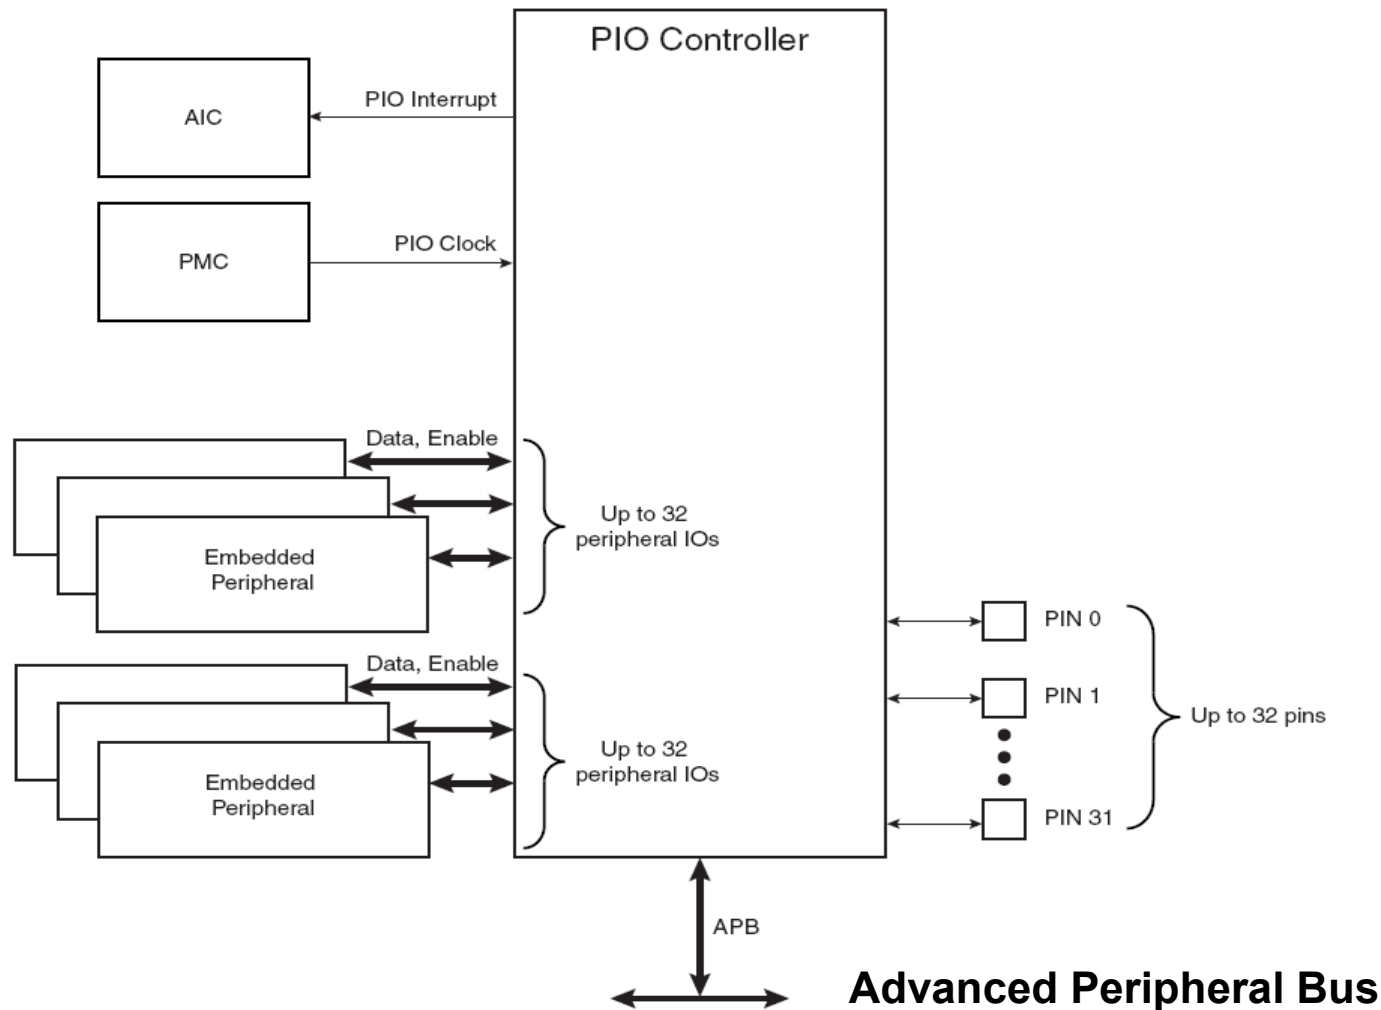 PIO Controller
AIC
PIO Interrupt
PMC
PIO Clock
Data, Enable
Up to 32
peripheral IOs
Embedded
Peripheral
Data, Enable
Up to 32
peripheral IOs
Embedded
Peripheral
PIN 0
PIN 1
Up to 32 pins
PIN 31
APB
Advanced Peripheral Bus